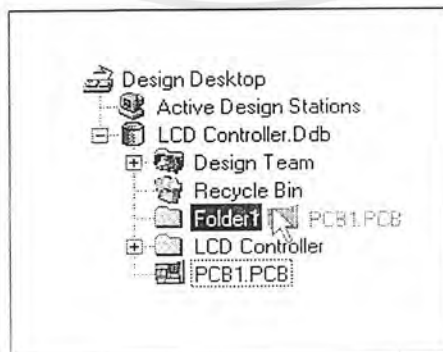 Design Desktop
Active Design Stations
LCD Controller.Ddb
Design Team
Recycle Bin
Folder1 PCB1.PCB
LCD Controller
PCB1.PCB